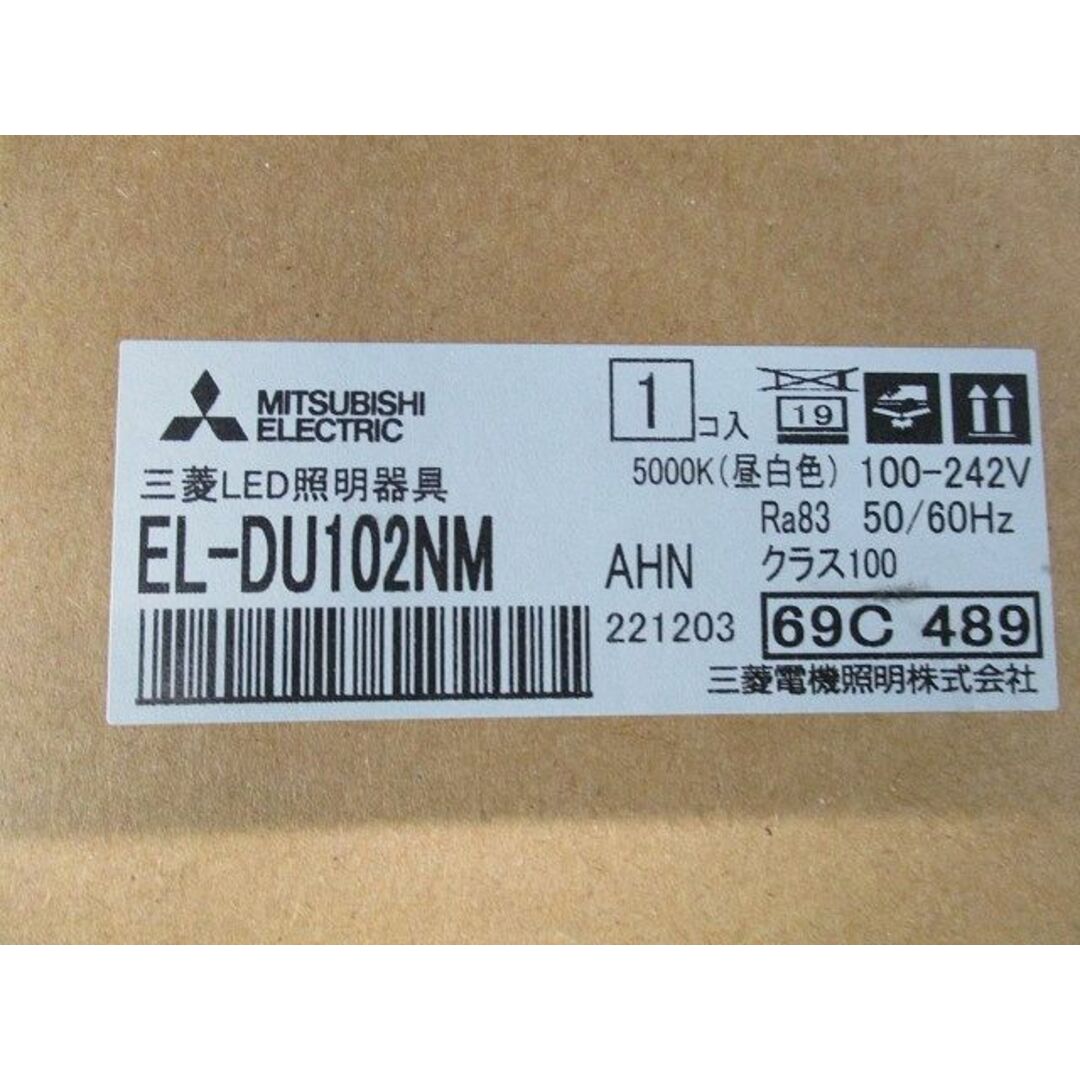 MITSUBISHI
ELECTRIC
1コ入
19
三菱LED照明器具
5000K(昼白色) 100-242V
EL-DU102NM
Ra83 50/60Hz
AHN クラス100
221203 69C 489
三菱電機照明株式会社